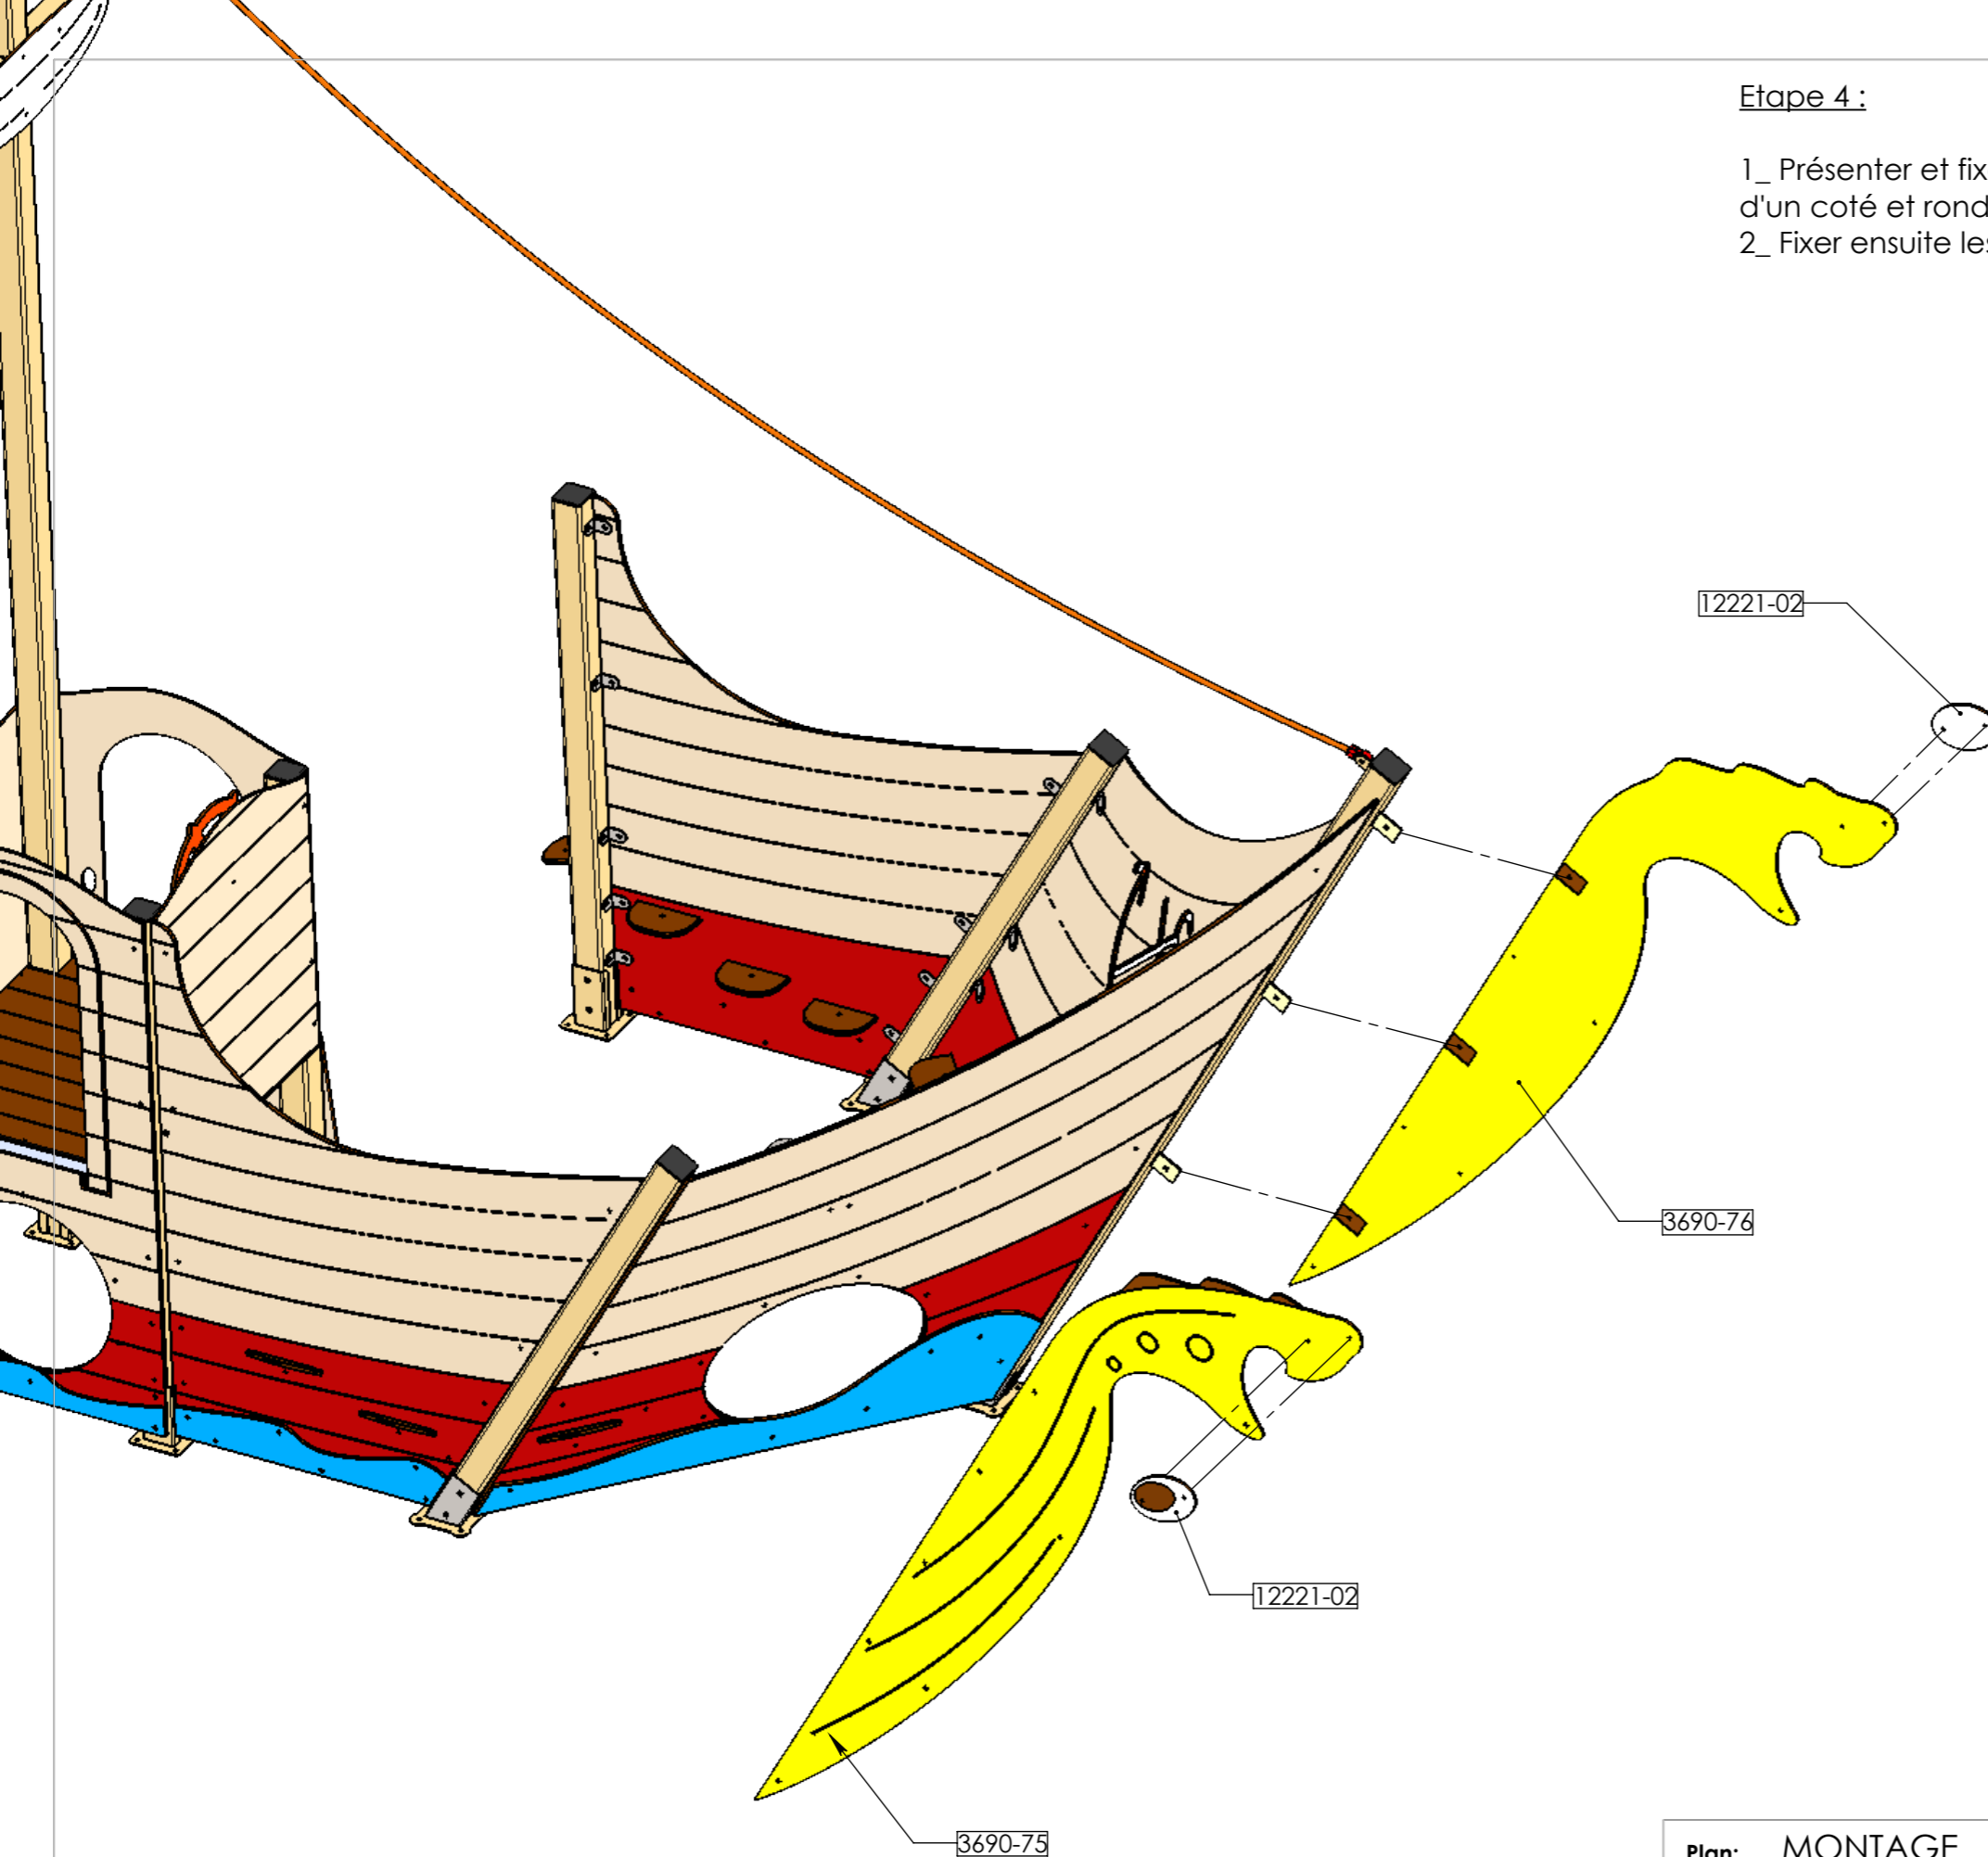 Etape 4 :
1_ Présenter et fix
d'un coté et rond
2_ Fixer ensuite les
12221-02
3690-76
12221-02
3690-75
Plan: MONTAGE